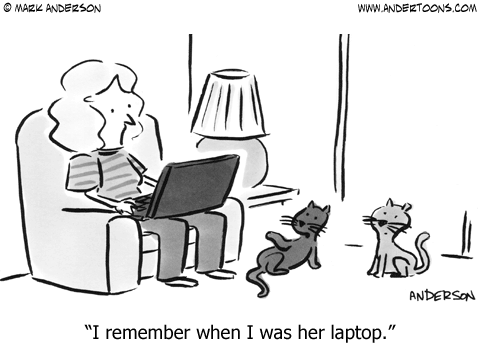 © MARK ANDERSON
WWW.ANDERTOONS.COM
ANDERSON
“I remember when I was her laptop.”